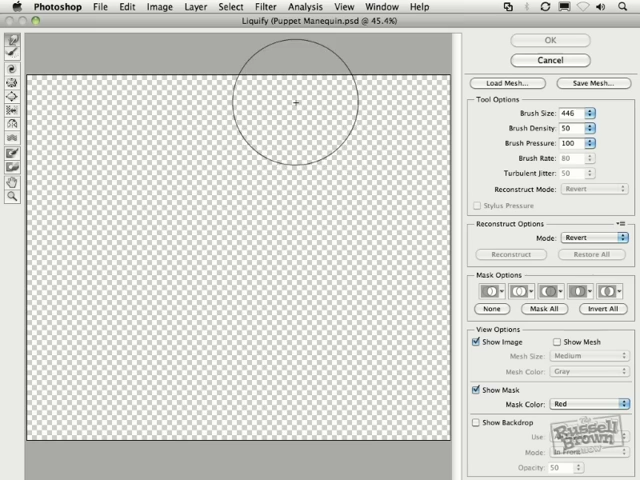 Photoshop File Edit Image Layer Select Filter Analysis View Window Help
Liquify (Puppet Manequin.psd @ 45.4%)
OK
Cancel
Load Mesh... Save Mesh...
Tool Options
Brush Size: 446
Brush Density: 50
Brush Pressure: 100
Brush Rate: 80
Turbulent Jitter: 50
Reconstruct Mode: Revert
Stylus Pressure
Reconstruct Options
Mode: Revert
Reconstruct Restore All
Mask Options
None Mask All Invert All
View Options
Show Image Show Mesh
Mesh Size: Medium
Mesh Color: Gray
Show Mask
Mask Color: Red
Show Backdrop
The
Russell
Brown
Use:
Mode: In Front
Opacity: 50